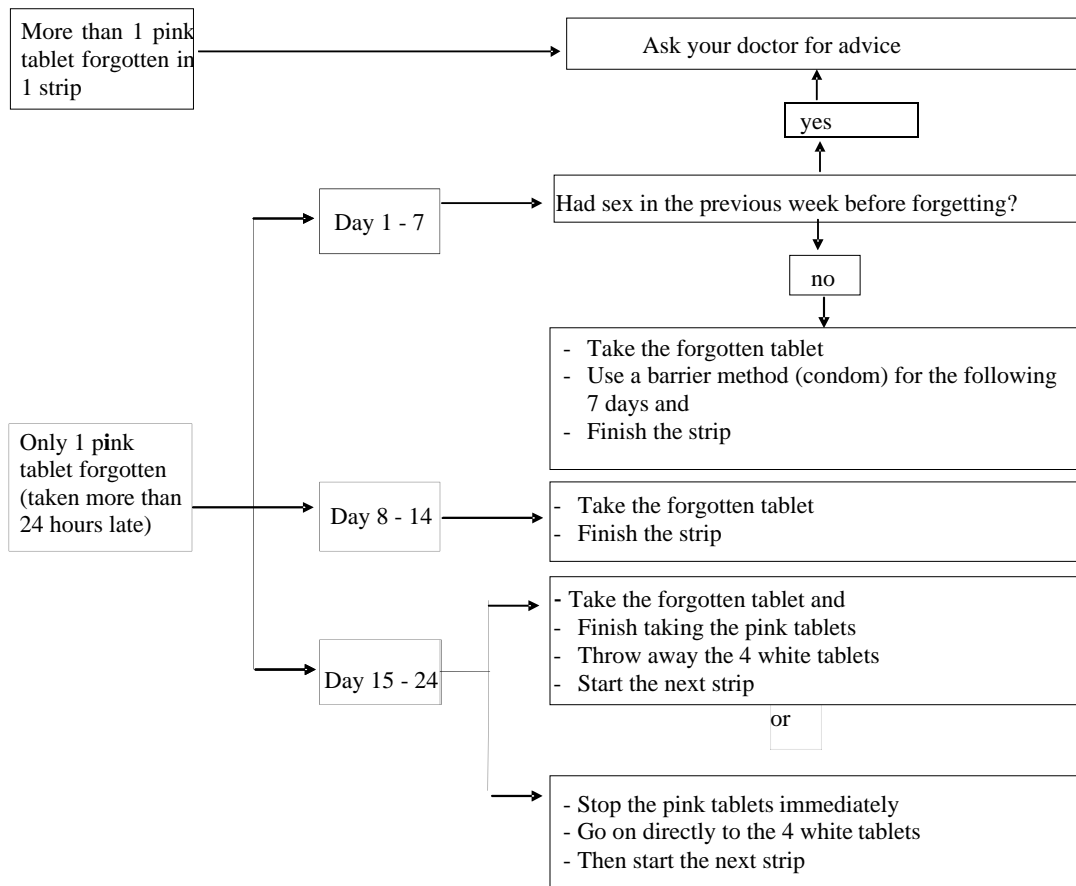 More than 1 pink
tablet forgotten in
1 strip
Ask your doctor for advice
yes
Had sex in the previous week before forgetting?
Day 1 - 7
no
- Take the forgotten tablet
- Use a barrier method (condom) for the following
7 days and
- Finish the strip
Only 1 pink
tablet forgotten
(taken more than
24 hours late)
Day 8 - 14
- Take the forgotten tablet
- Finish the strip
Day 15 - 24
- Take the forgotten tablet and
- Finish taking the pink tablets
- Throw away the 4 white tablets
- Start the next strip
or
- Stop the pink tablets immediately
- Go on directly to the 4 white tablets
- Then start the next strip